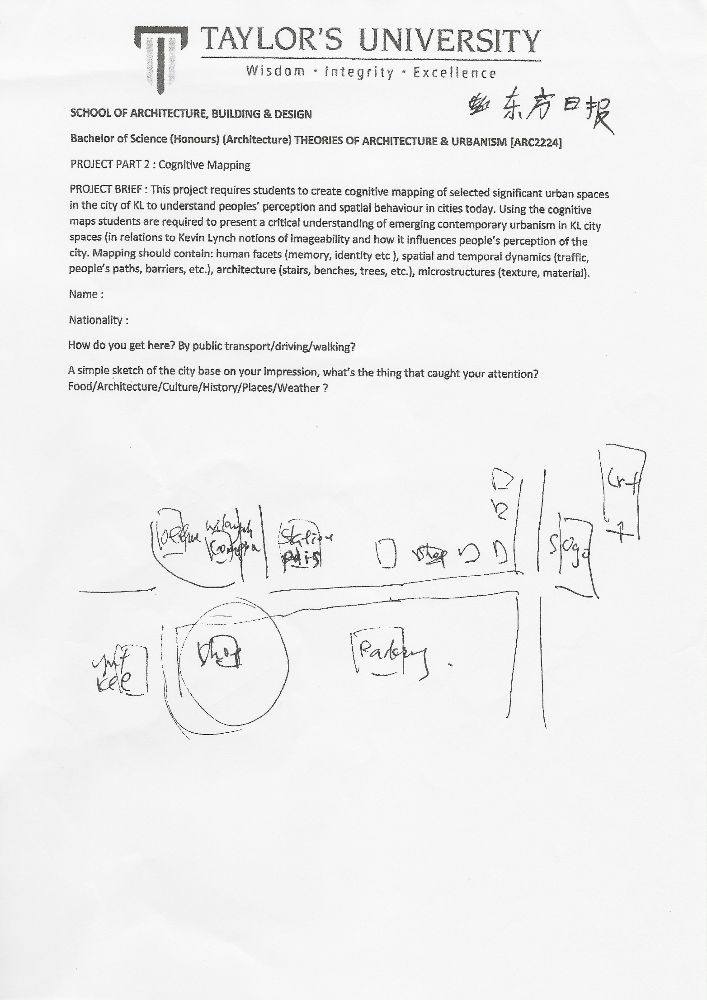 TAYLOR'S UNIVERSITY
Wisdom • Integrity • Excellence
东方日报
SCHOOL OF ARCHITECTURE, BUILDING & DESIGN
Bachelor of Science (Honours) (Architecture) THEORIES OF ARCHITECTURE & URBANISM [ARC2224]
PROJECT PART 2 : Cognitive Mapping
PROJECT BRIEF : This project requires students to create cognitive mapping of selected significant urban spaces
in the city of KL to understand peoples' perception and spatial behaviour in cities today. Using the cognitive
maps students are required to present a critical understanding of emerging contemporary urbanism in KL city
spaces (in relations to Kevin Lynch notions of imageability and how it influences people's perception of the
city. Mapping should contain: human facets (memory, identity etc ), spatial and temporal dynamics (traffic,
people's paths, barriers, etc.), architecture (stairs, benches, trees, etc.), microstructures (texture, material).
Name :
Nationality :
How do you get here? By public transport/driving/walking?
A simple sketch of the city base on your impression, what's the thing that caught your attention?
Food/Architecture/Culture/History/Places/Weather ?
Lrt
Wilayah
Station
Polis
Shop
Sogo
Shop
Parking
yut
kee